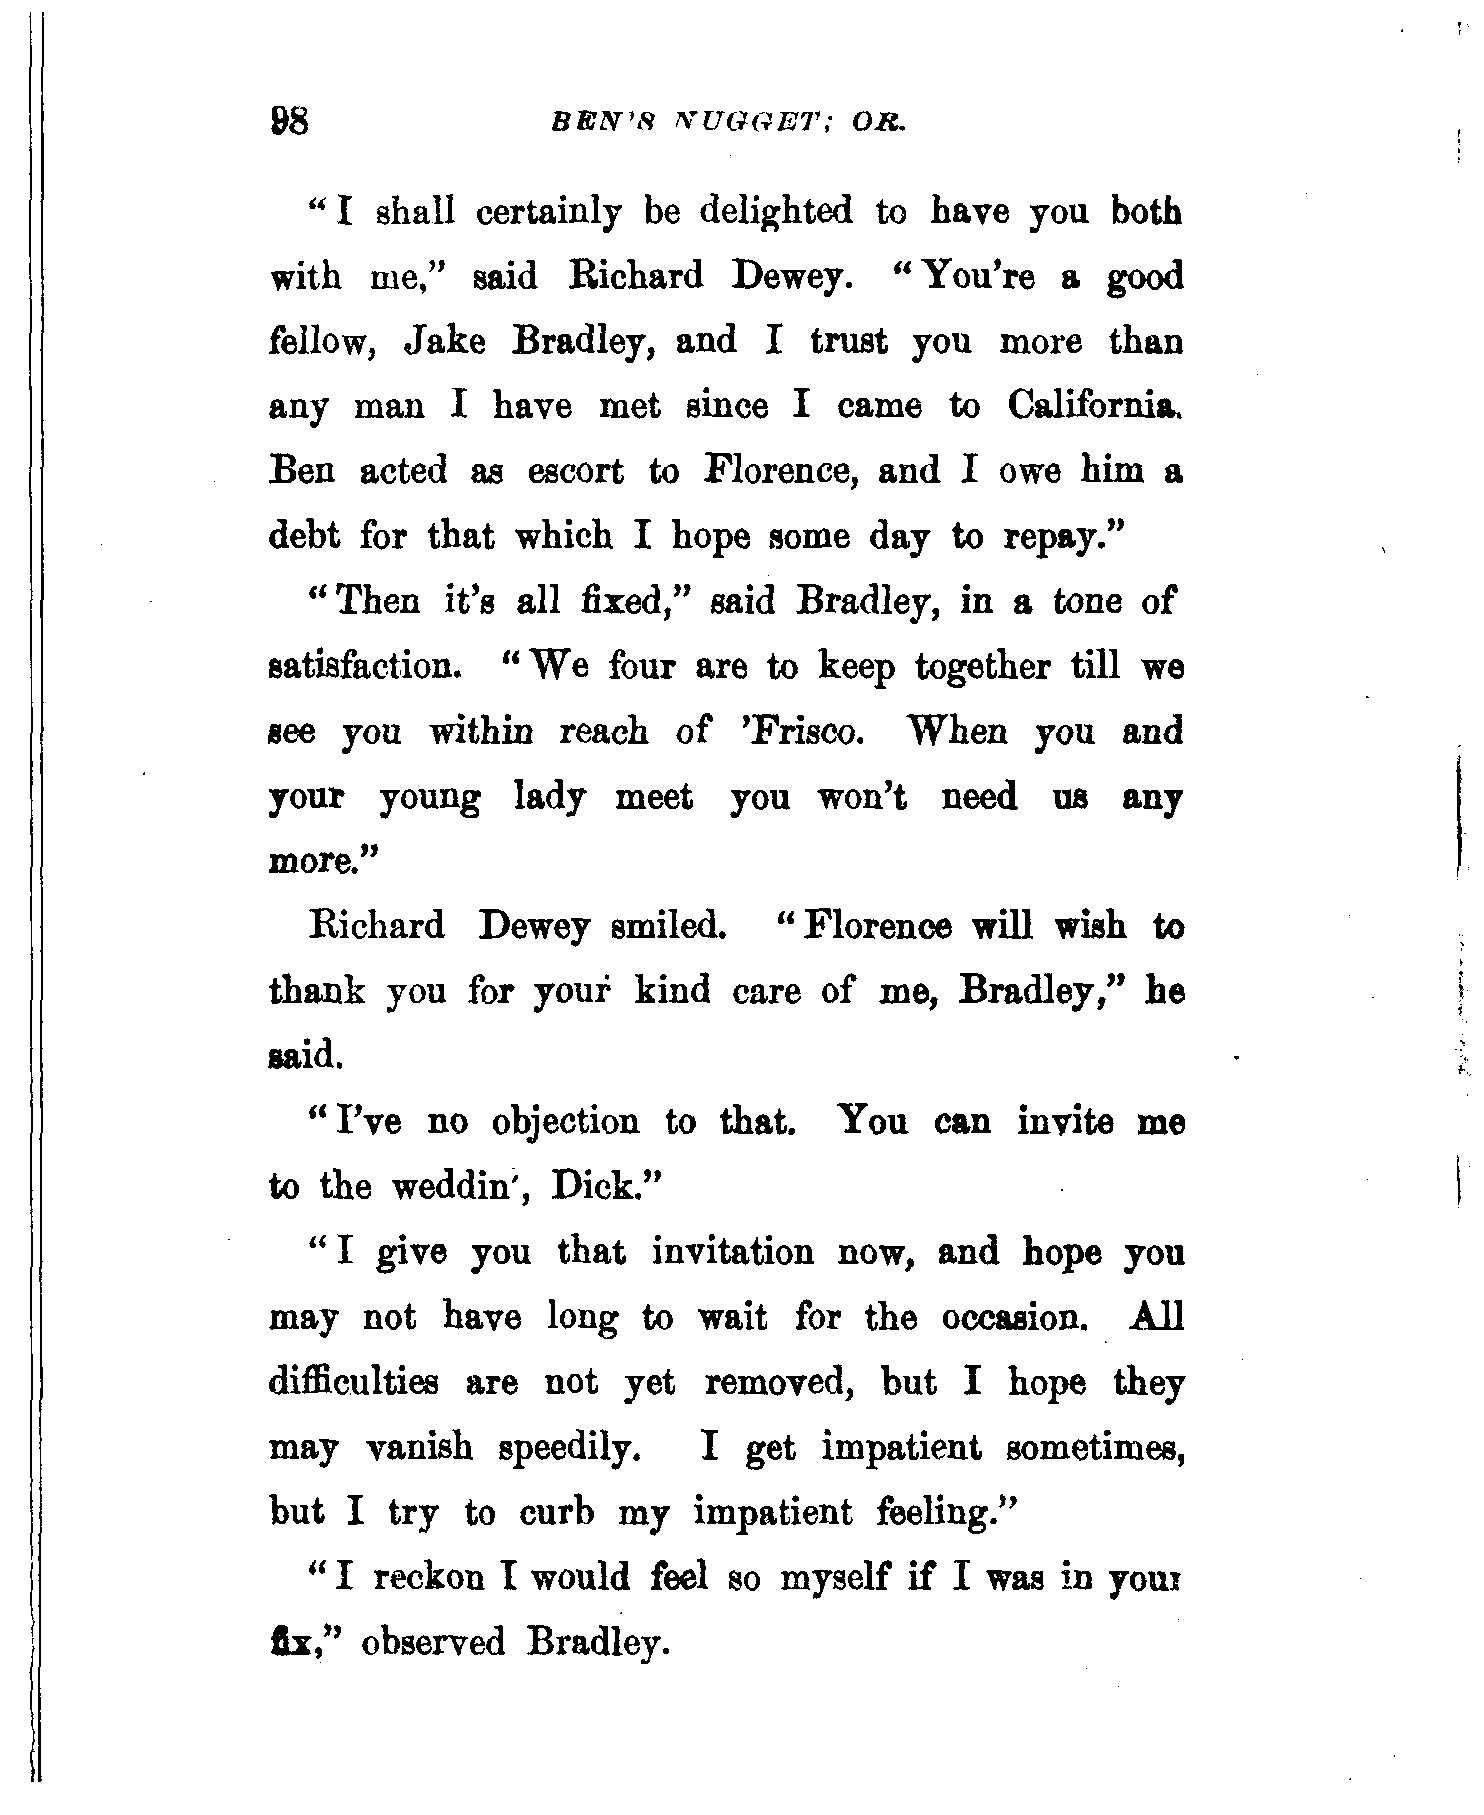 98 BEN'S NUGGET; OR.
“I shall certainly be delighted to have you both
with me,” said Richard Dewey. “You're a good
fellow, Jake Bradley, and I trust you more than
any man I have met since I came to California.
Ben acted as escort to Florence, and I owe him a
debt for that which I hope some day to repay.”
“Then it's all fixed,” said Bradley, in a tone of
satisfaction. “We four are to keep together till we
see you within reach of 'Frisco. When you and
your young lady meet you won't need us any
more.”
Richard Dewey smiled. “Florence will wish to
thank you for your kind care of me, Bradley,” he
said.
“I've no objection to that. You can invite me
to the weddin', Dick.”
“I give you that invitation now, and hope you
may not have long to wait for the occasion. All
difficulties are not yet removed, but I hope they
may vanish speedily. I get impatient sometimes,
but I try to curb my impatient feeling.”
“I reckon I would feel so myself if I was in your
fix,” observed Bradley.